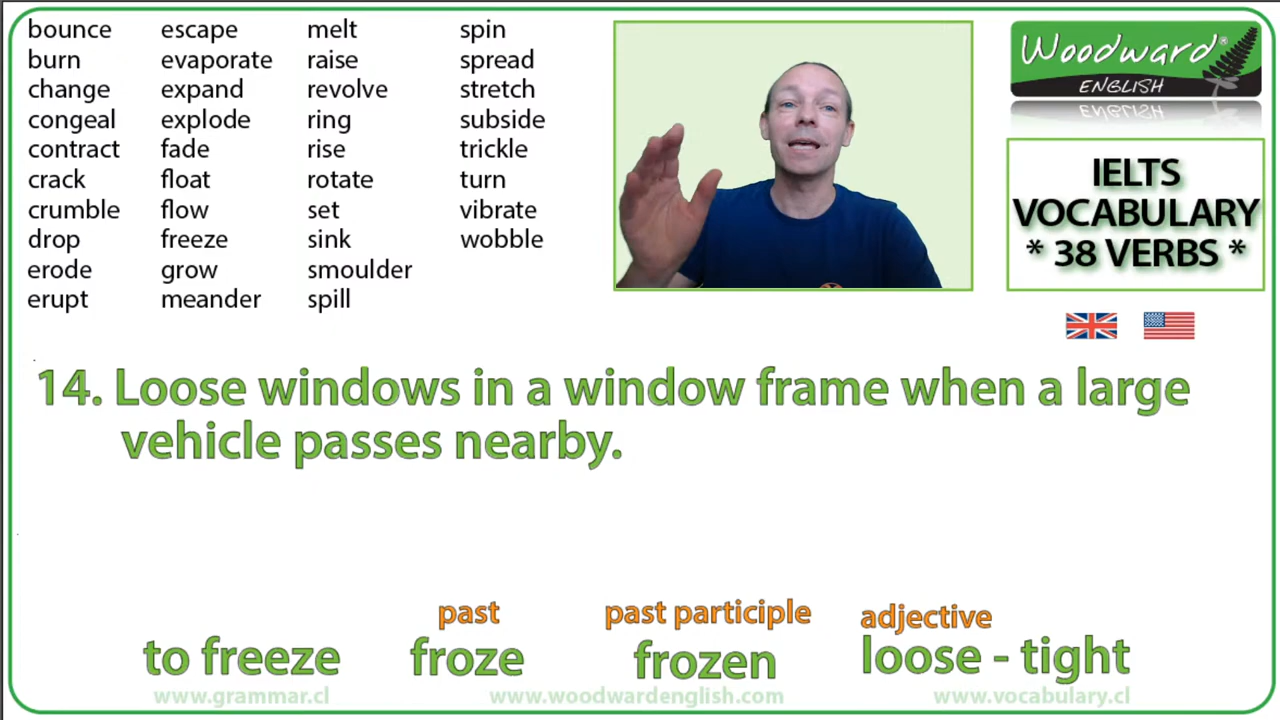 bounce
burn
change
congeal
contract
crack
crumble
drop
erode
erupt
escape
evaporate
expand
explode
fade
float
flow
freeze
grow
meander
melt
raise
revolve
ring
rise
rotate
set
sink
smoulder
spill
spin
spread
stretch
subside
trickle
turn
vibrate
wobble
Woodward®
ENGLISH
IELTS
VOCABULARY
* 38 VERBS *
14. Loose windows in a window frame when a large
vehicle passes nearby.
past
past participle
adjective
to freeze
froze
frozen
loose - tight
www.grammar.cl
www.woodwardenglish.com
www.vocabulary.cl